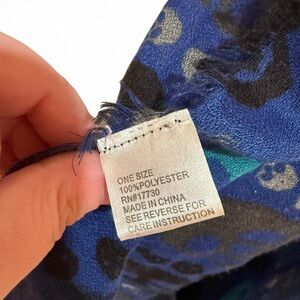 ONE SIZE
100%POLYESTER
RN#17730
MADE IN CHINA
SEE REVERSE FOR
CARE INSTRUCTION